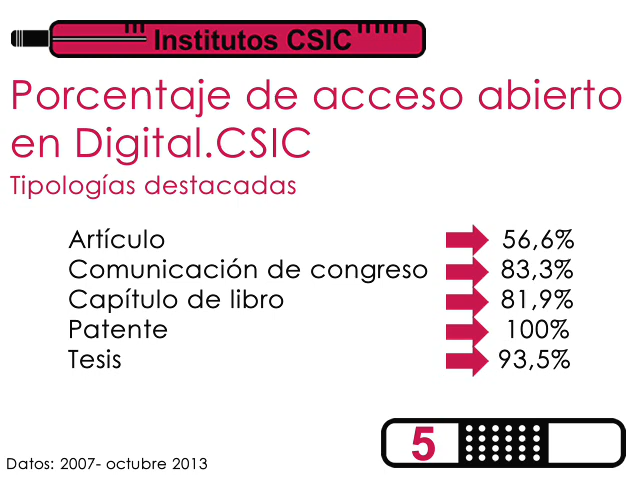 Institutos CSIC
Porcentaje de acceso abierto
en Digital.CSIC
Tipologías destacadas
Artículo 56,6%
Comunicación de congreso 83,3%
Capítulo de libro 81,9%
Patente 100%
Tesis 93,5%
5
Datos: 2007- octubre 2013